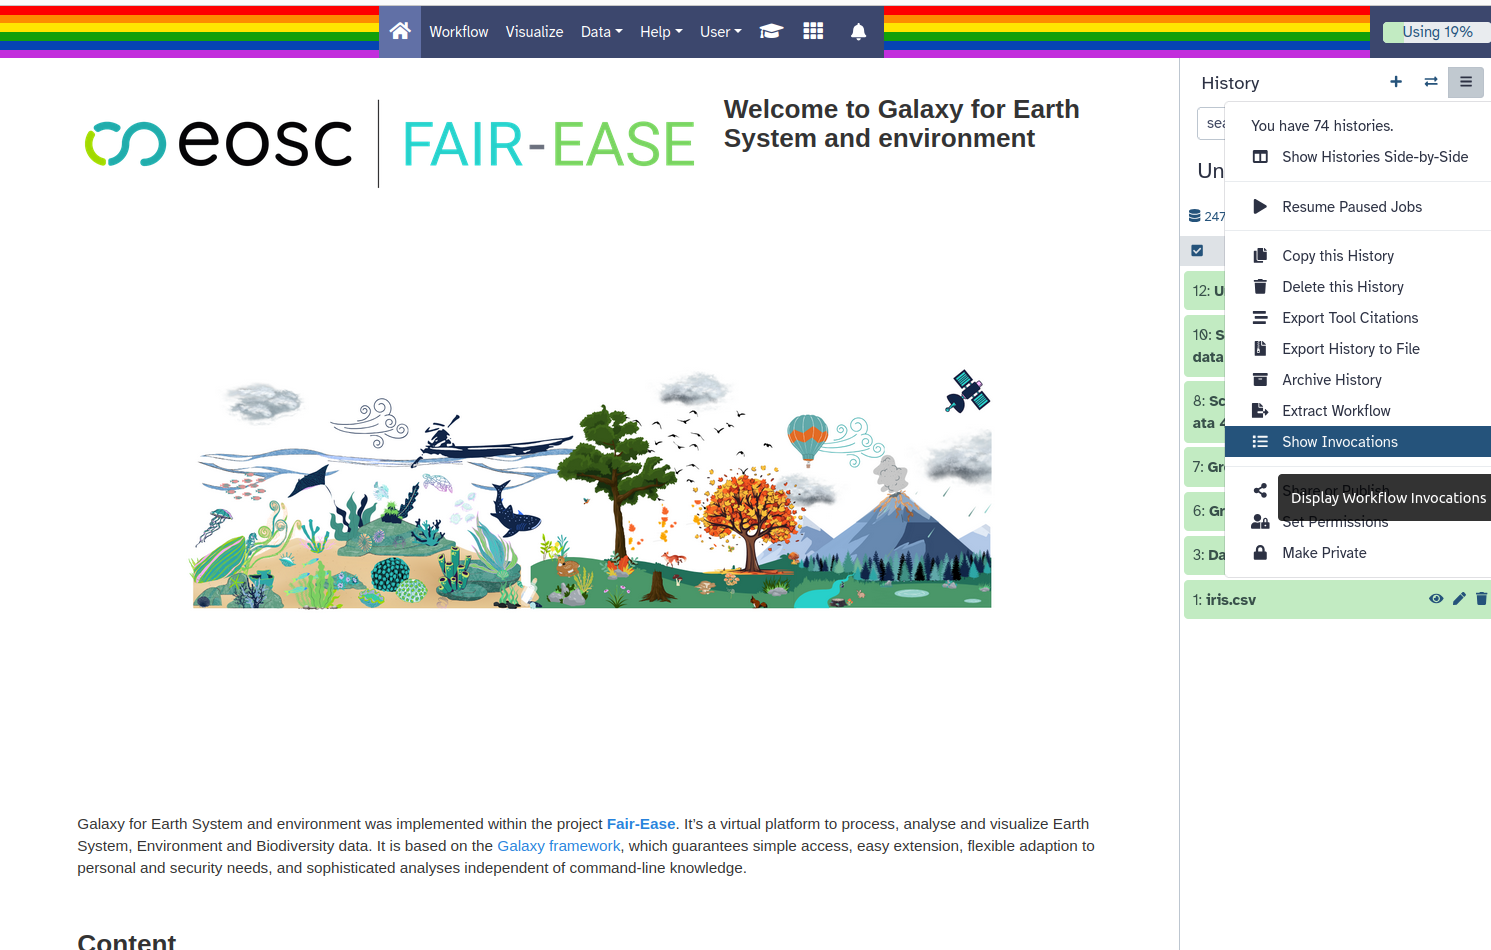 Workflow Visualize Data Help User
Using 19%
eosc
FAIR-EASE
Welcome to Galaxy for Earth
System and environment
Galaxy for Earth System and environment was implemented within the project Fair-Ease. It's a virtual platform to process, analyse and visualize Earth
System, Environment and Biodiversity data. It is based on the Galaxy framework, which guarantees simple access, easy extension, flexible adaption to
personal and security needs, and sophisticated analyses independent of command-line knowledge.
Content
History
sea
Un
247
12: U
10: S
data
8: Sc
ata 4
7: Gr
6: Gr
3: Da
1: iris.csv
You have 74 histories.
Show Histories Side-by-Side
Resume Paused Jobs
Copy this History
Delete this History
Export Tool Citations
Export History to File
Archive History
Extract Workflow
Show Invocations
Share or Publish
Display Workflow Invocations
Set Permissions
Make Private